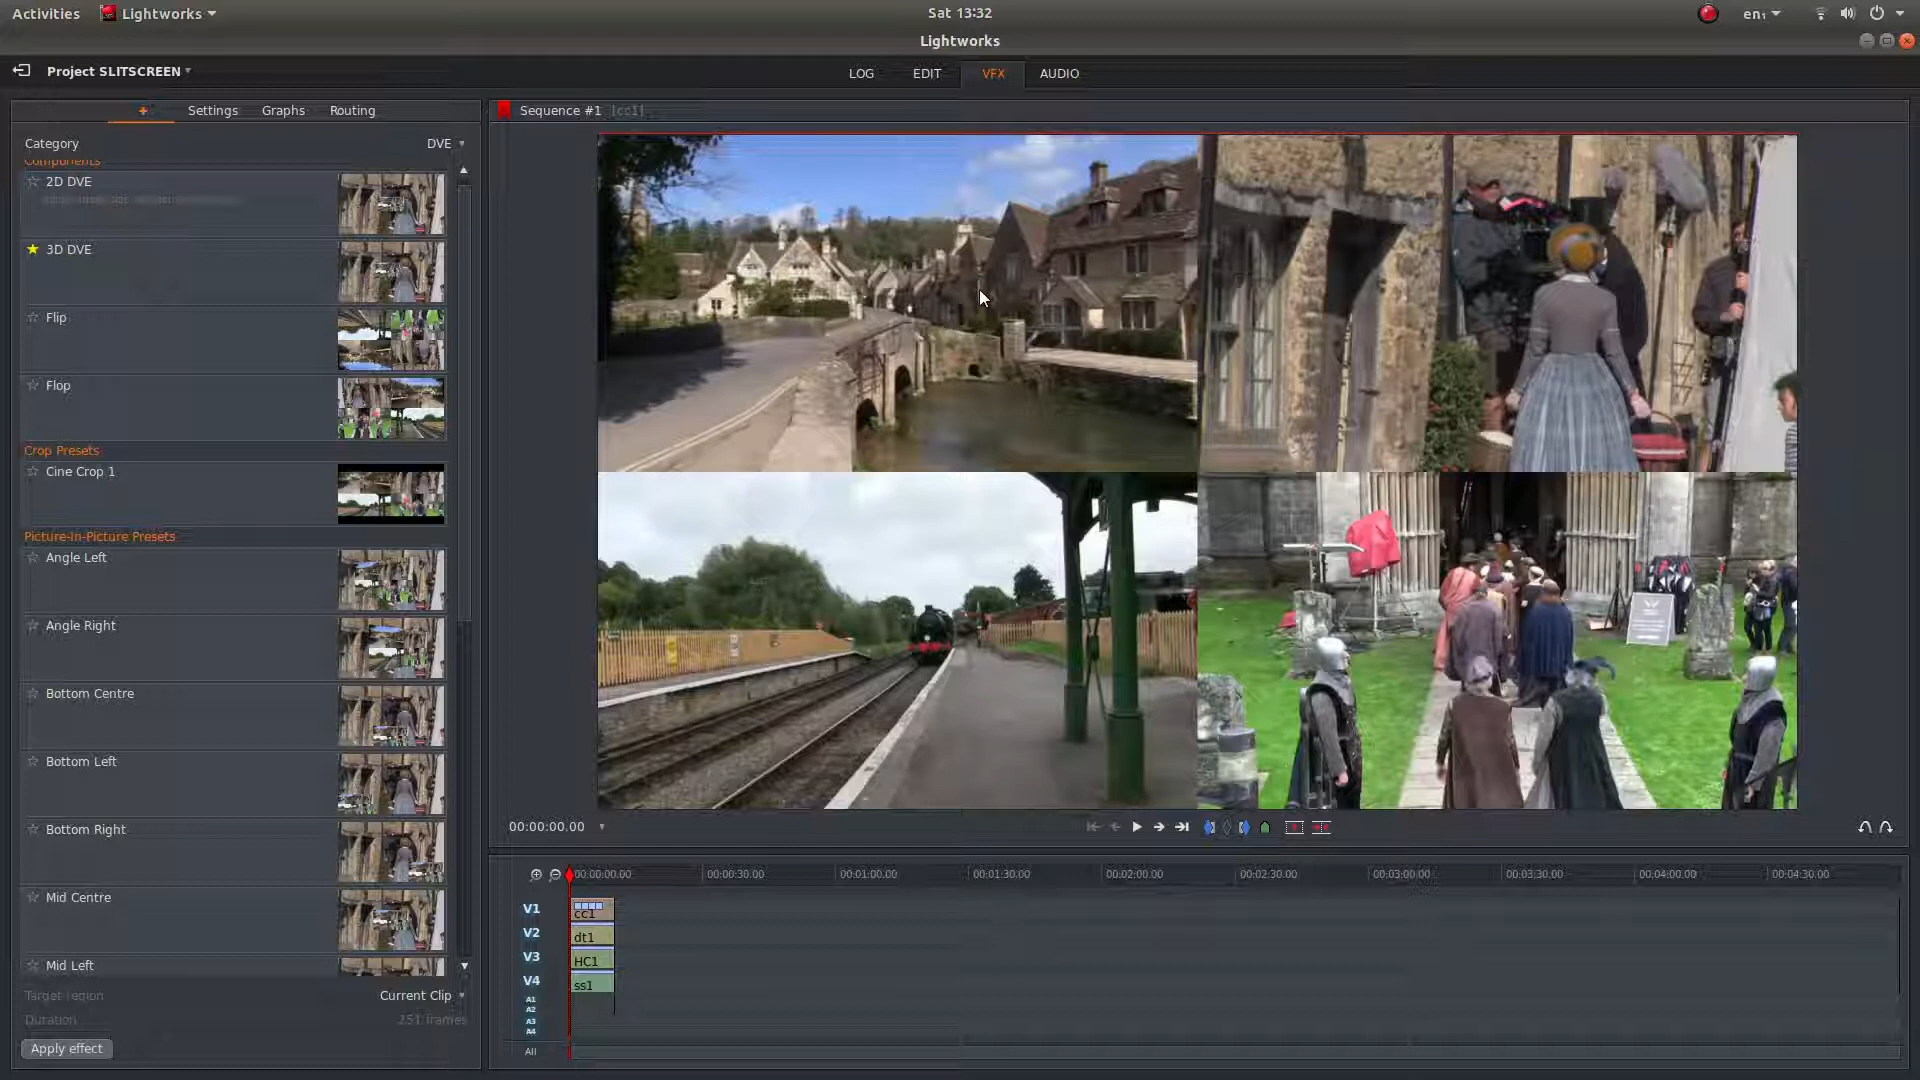 Activities Lightworks Sat 13:32 en₁
Lightworks
Project SLITSCREEN LOG EDIT VFX AUDIO
+ Settings Graphs Routing
Sequence #1 [cc1]
Category DVE
Components
2D DVE
3D DVE
Flip
Flop
Crop Presets
Cine Crop 1
Picture-In-Picture Presets
Angle Left
Angle Right
Bottom Centre
Bottom Left
Bottom Right
Mid Centre
Mid Left
Target region Current Clip
Duration 251 frames
Apply effect
00:00:00.00
00:00:00.00 00:00:30.00 00:01:00.00 00:01:30.00 00:02:00.00 00:02:30.00 00:03:00.00 00:03:30.00 00:04:00.00 00:04:30.00
V1 cc1
V2 dt1
V3 HC1
V4 ss1
A1
A2
A3
A4
All